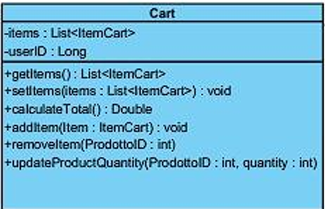 Cart
-items : List<ItemCart>
-userID : Long
+getItems() : List<ItemCart>
+setItems(items : List<ItemCart>) : void
+calculateTotal() : Double
+addItem(Item : ItemCart) : void
+removeItem(ProdottoID : int)
+updateProductQuantity(ProdottoID : int, quantity : int)